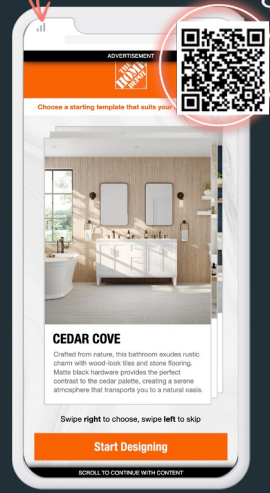 ADVERTISEMENT
THE
HOME
DEPOT
Choose a starting template that suits your
CEDAR COVE
Crafted from nature, this bathroom exudes rustic
charm with wood-look tiles and stone flooring.
Matte black hardware provides the perfect
contrast to the cedar palette, creating a serene
atmosphere that transports you to a natural oasis.
Swipe right to choose, swipe left to skip
Start Designing
SCROLL TO CONTINUE WITH CONTENT